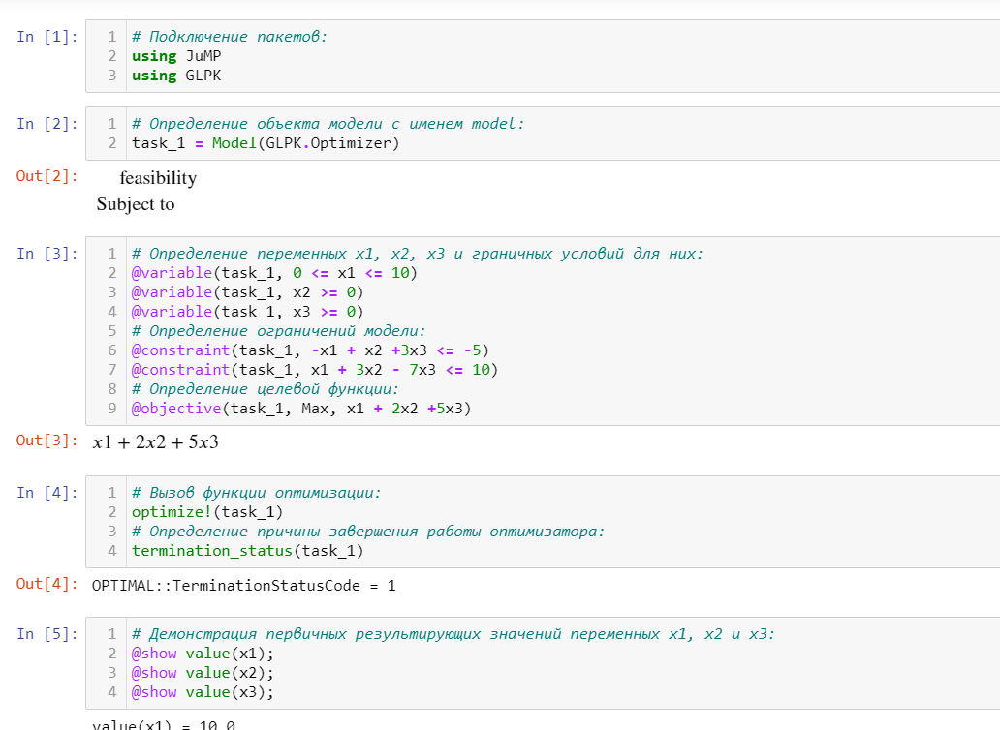 In [1]:
1 # Подключение пакетов:
2 using JuMP
3 using GLPK
In [2]:
1 # Определение объекта модели с именем model:
2 task_1 = Model(GLPK.Optimizer)
Out[2]:
feasibility
Subject to
In [3]:
1 # Определение переменных x1, x2, x3 и граничных условий для них:
2 @variable(task_1, 0 <= x1 <= 10)
3 @variable(task_1, x2 >= 0)
4 @variable(task_1, x3 >= 0)
5 # Определение ограничений модели:
6 @constraint(task_1, -x1 + x2 +3x3 <= -5)
7 @constraint(task_1, x1 + 3x2 - 7x3 <= 10)
8 # Определение целевой функции:
9 @objective(task_1, Max, x1 + 2x2 +5x3)
Out[3]: x1 + 2x2 + 5x3
In [4]:
1 # Вызов функции оптимизации:
2 optimize!(task_1)
3 # Определение причины завершения работы оптимизатора:
4 termination_status(task_1)
Out[4]: OPTIMAL::TerminationStatusCode = 1
In [5]:
1 # Демонстрация первичных результирующих значений переменных x1, x2 и x3:
2 @show value(x1);
3 @show value(x2);
4 @show value(x3);
value(x1) = 10.0